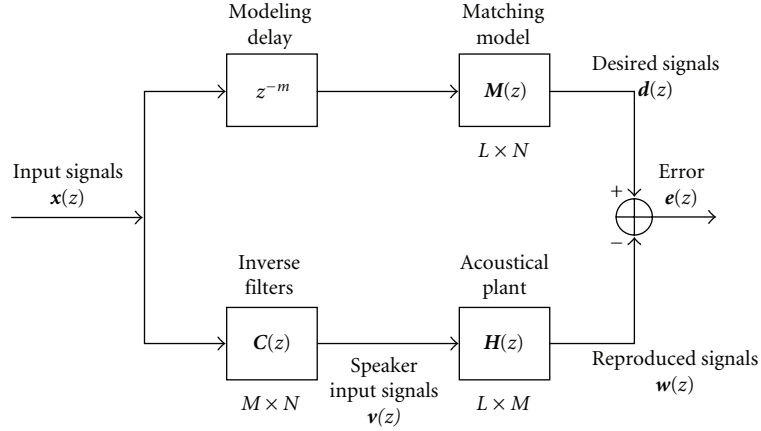 Modeling
delay
z⁻ᵐ
Matching
model
M(z)
L × N
Desired signals
d(z)
Input signals
x(z)
+
−
Error
e(z)
Inverse
filters
C(z)
M × N
Speaker
input signals
v(z)
Acoustical
plant
H(z)
L × M
Reproduced signals
w(z)